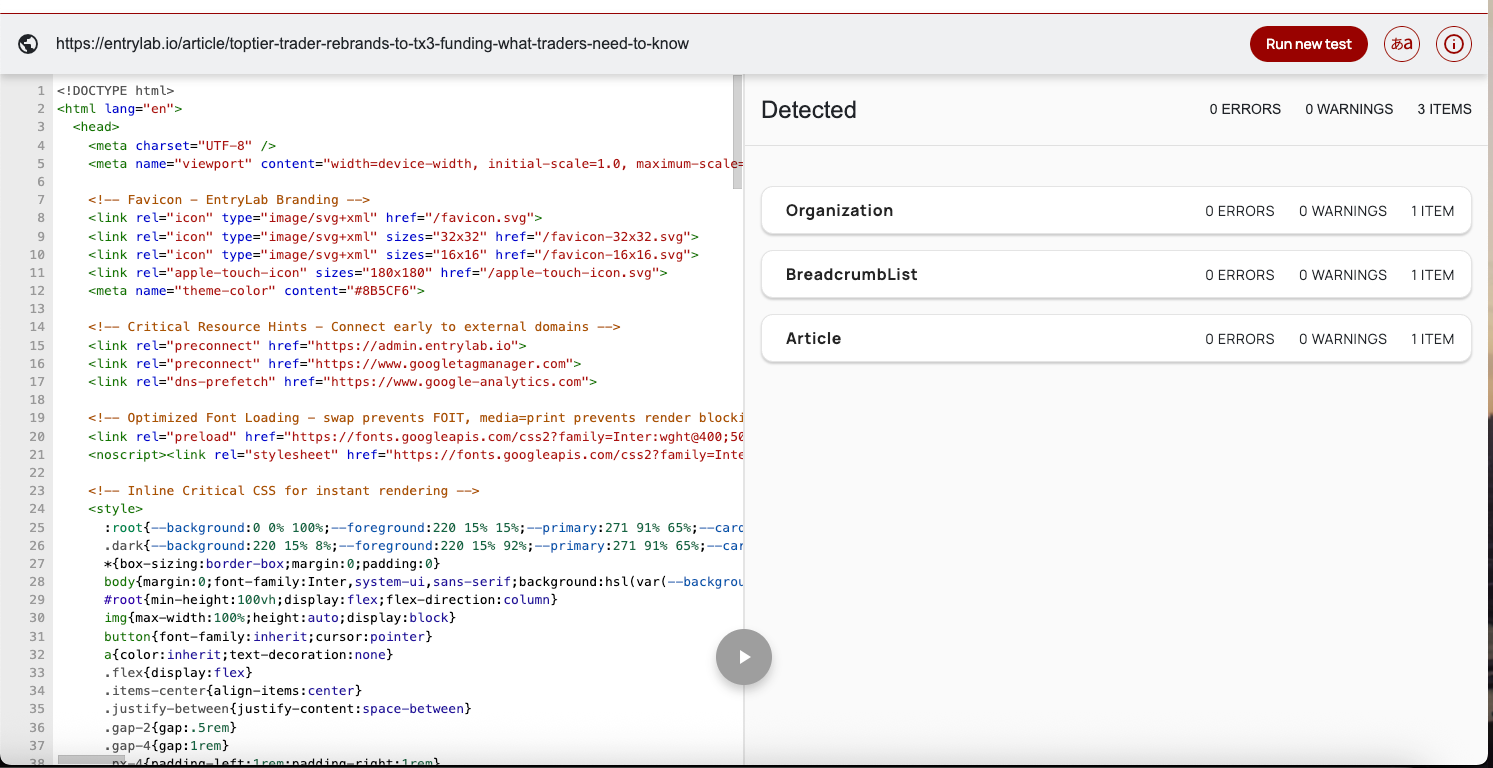 https://entrylab.io/article/toptier-trader-rebrands-to-tx3-funding-what-traders-need-to-know
Run new test
あa
1 <!DOCTYPE html>
2 <html lang="en">
3 <head>
4 <meta charset="UTF-8" />
5 <meta name="viewport" content="width=device-width, initial-scale=1.0, maximum-scale=
6
7 <!-- Favicon - EntryLab Branding -->
8 <link rel="icon" type="image/svg+xml" href="/favicon.svg">
9 <link rel="icon" type="image/svg+xml" sizes="32x32" href="/favicon-32x32.svg">
10 <link rel="icon" type="image/svg+xml" sizes="16x16" href="/favicon-16x16.svg">
11 <link rel="apple-touch-icon" sizes="180x180" href="/apple-touch-icon.svg">
12 <meta name="theme-color" content="#8B5CF6">
13
14 <!-- Critical Resource Hints - Connect early to external domains -->
15 <link rel="preconnect" href="https://admin.entrylab.io">
16 <link rel="preconnect" href="https://www.googletagmanager.com">
17 <link rel="dns-prefetch" href="https://www.google-analytics.com">
18
19 <!-- Optimized Font Loading - swap prevents FOIT, media=print prevents render blocki
20 <link rel="preload" href="https://fonts.googleapis.com/css2?family=Inter:wght@400;50
21 <noscript><link rel="stylesheet" href="https://fonts.googleapis.com/css2?family=Inte
22
23 <!-- Inline Critical CSS for instant rendering -->
24 <style>
25 :root{--background:0 0% 100%;--foreground:220 15% 15%;--primary:271 91% 65%;--card
26 .dark{--background:220 15% 8%;--foreground:220 15% 92%;--primary:271 91% 65%;--car
27 *{box-sizing:border-box;margin:0;padding:0}
28 body{margin:0;font-family:Inter,system-ui,sans-serif;background:hsl(var(--backgrou
29 #root{min-height:100vh;display:flex;flex-direction:column}
30 img{max-width:100%;height:auto;display:block}
31 button{font-family:inherit;cursor:pointer}
32 a{color:inherit;text-decoration:none}
33 .flex{display:flex}
34 .items-center{align-items:center}
35 .justify-between{justify-content:space-between}
36 .gap-2{gap:.5rem}
37 .gap-4{gap:1rem}
38 .px-4{padding-left:1rem;padding-right:1rem}
Detected 0 ERRORS 0 WARNINGS 3 ITEMS
Organization 0 ERRORS 0 WARNINGS 1 ITEM
BreadcrumbList 0 ERRORS 0 WARNINGS 1 ITEM
Article 0 ERRORS 0 WARNINGS 1 ITEM